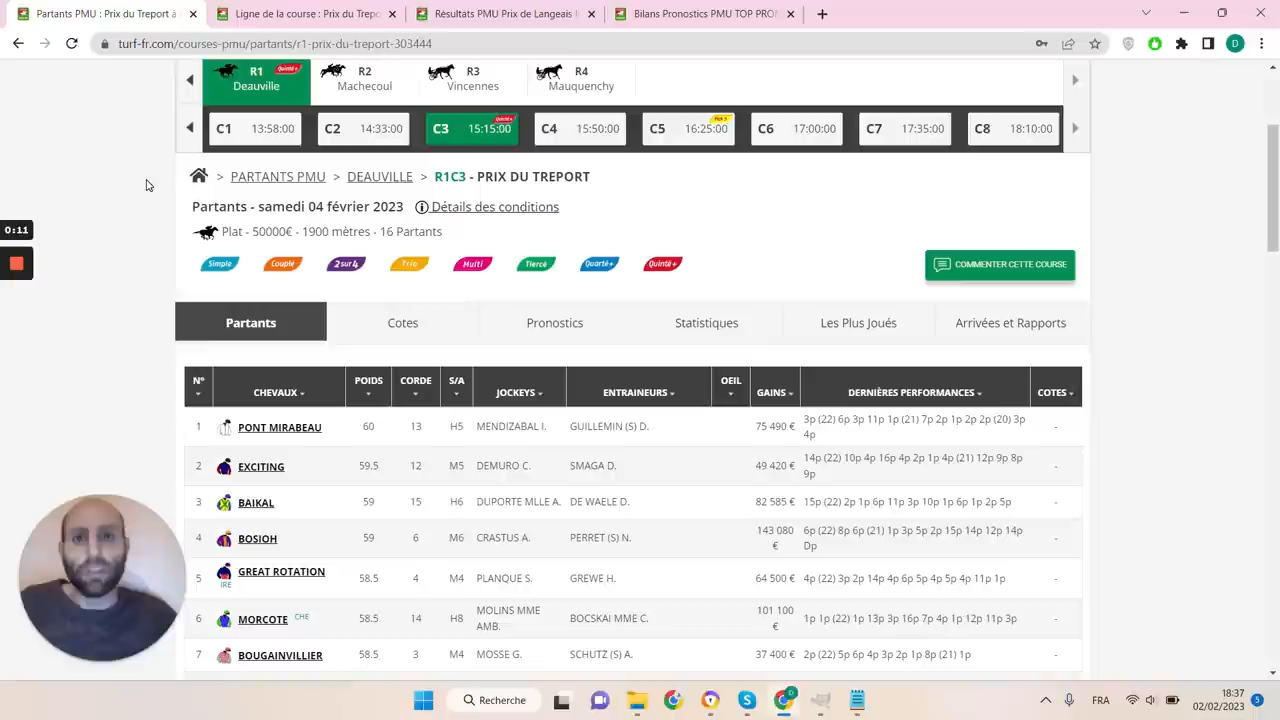 Partants PMU : Prix du Treport à
Ligne de la Course : Prix du Trep
Résultats PMU Prix de Langeais
Bilans Pronostics PMU TOP PRON
turf-fr.com/courses-pmu/partants/r1-prix-du-treport-303444
D
R1 Quinté+
Deauville
R2
Machecoul
R3
Vincennes
R4
Mauquenchy
C1 13:58:00
C2 14:33:00
C3 15:15:00 Quinté+
C4 15:50:00
C5 16:25:00 Pick 5
C6 17:00:00
C7 17:35:00
C8 18:10:00
> PARTANTS PMU > DEAUVILLE > R1C3 - PRIX DU TREPORT
Partants - samedi 04 février 2023 Détails des conditions
0:11
Plat - 50000€ - 1900 mètres - 16 Partants
Simple Couplé 2 sur 4 Trio Multi Tiercé Quarté+ Quinté+
COMMENTER CETTE COURSE
Partants Cotes Pronostics Statistiques Les Plus Joués Arrivées et Rapports
N° CHEVAUX POIDS CORDE S/A JOCKEYS ENTRAINEURS OEIL GAINS DERNIÈRES PERFORMANCES COTES
1 PONT MIRABEAU 60 13 H5 MENDIZABAL I. GUILLEMIN (S) D. 75 490 € 3p (22) 6p 3p 11p 1p (21) 7p 2p 1p 2p 2p (20) 3p -
4p
2 EXCITING 59.5 12 M5 DEMURO C. SMAGA D. 49 420 € 14p (22) 10p 4p 16p 4p 2p 1p 4p (21) 12p 9p 8p -
9p
3 BAIKAL 59 15 H6 DUPORTE MLLE A. DE WAELE D. 82 585 € 15p (22) 2p 1p 6p 11p 3p 10p 1p 6p 1p 2p 5p -
4 BOSIOH 59 6 M6 CRASTUS A. PERRET (S) N. 143 080 6p (22) 8p 6p (21) 1p 3p 5p 2p 15p 14p 12p 14p -
€ Dp
5 GREAT ROTATION 58.5 4 M4 PLANQUE S. GREWE H. 64 500 € 4p (22) 3p 2p 14p 4p 6p 5p 4p 5p 4p 11p 1p -
IRE
6 MORCOTE CHE 58.5 14 H8 MOLINS MME BOCSKAI MME C. 101 100 1p 1p (22) 1p 13p 3p 16p 7p 4p 1p 12p 11p 3p -
AMB. €
7 BOUGAINVILLIER 58.5 3 M4 MOSSE G. SCHUTZ (S) A. 37 400 € 2p (22) 5p 6p 4p 3p 2p 1p 8p (21) 1p -
Recherche
D
FRA
18:37
02/02/2023
5